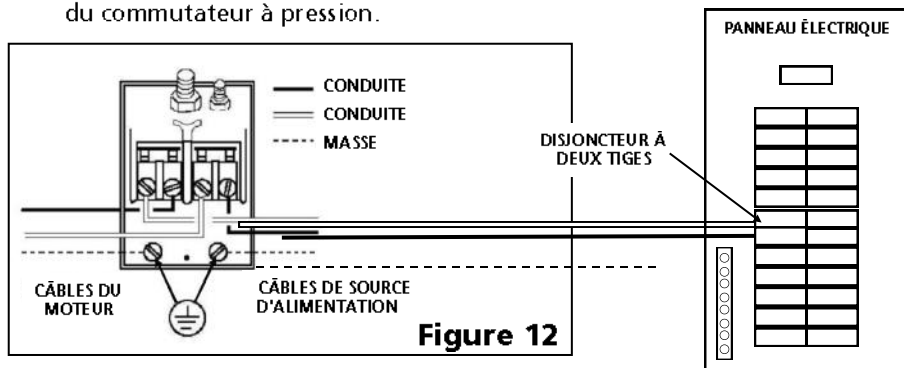 du commutateur à pression.
PANNEAU ÉLECTRIQUE
CONDUITE
CONDUITE
MASSE
DISJONCTEUR À
DEUX TIGES
CÂBLES DU
MOTEUR
CÂBLES DE SOURCE
D'ALIMENTATION
Figure 12